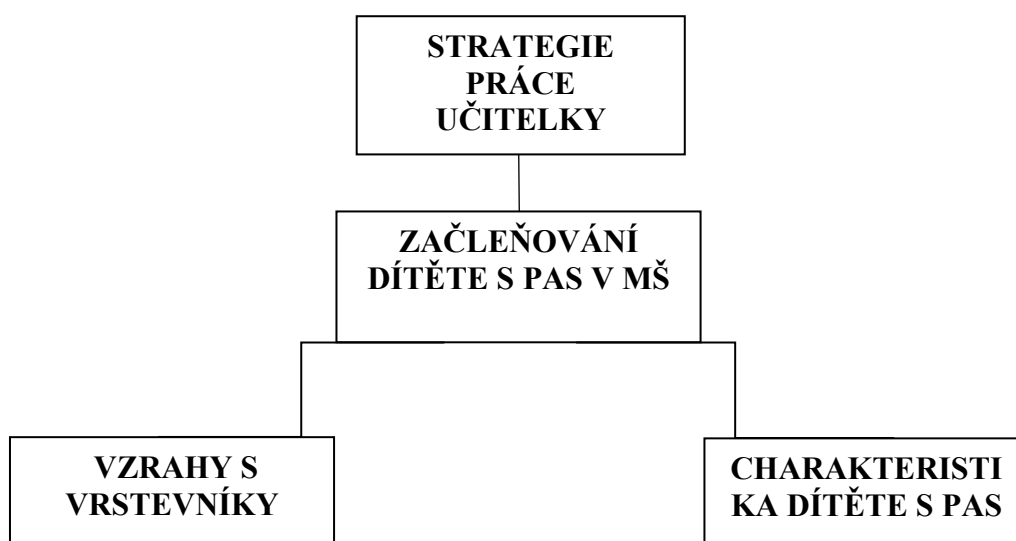 STRATEGIE
PRÁCE
UČITELKY
ZAČLEŇOVÁNÍ
DÍTĚTE S PAS V MŠ
VZRAHY S
VRSTEVNÍKY
CHARAKTERISTI
KA DÍTĚTE S PAS